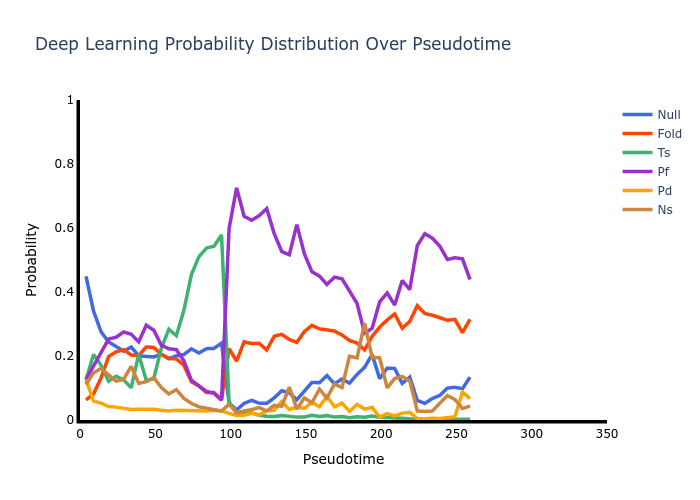 Deep Learning Probability Distribution Over Pseudotime
1
0.8
0.6
0.4
0.2
0
Probability
0 50 100 150 200 250 300 350
Pseudotime
Null
Fold
Ts
Pf
Pd
Ns